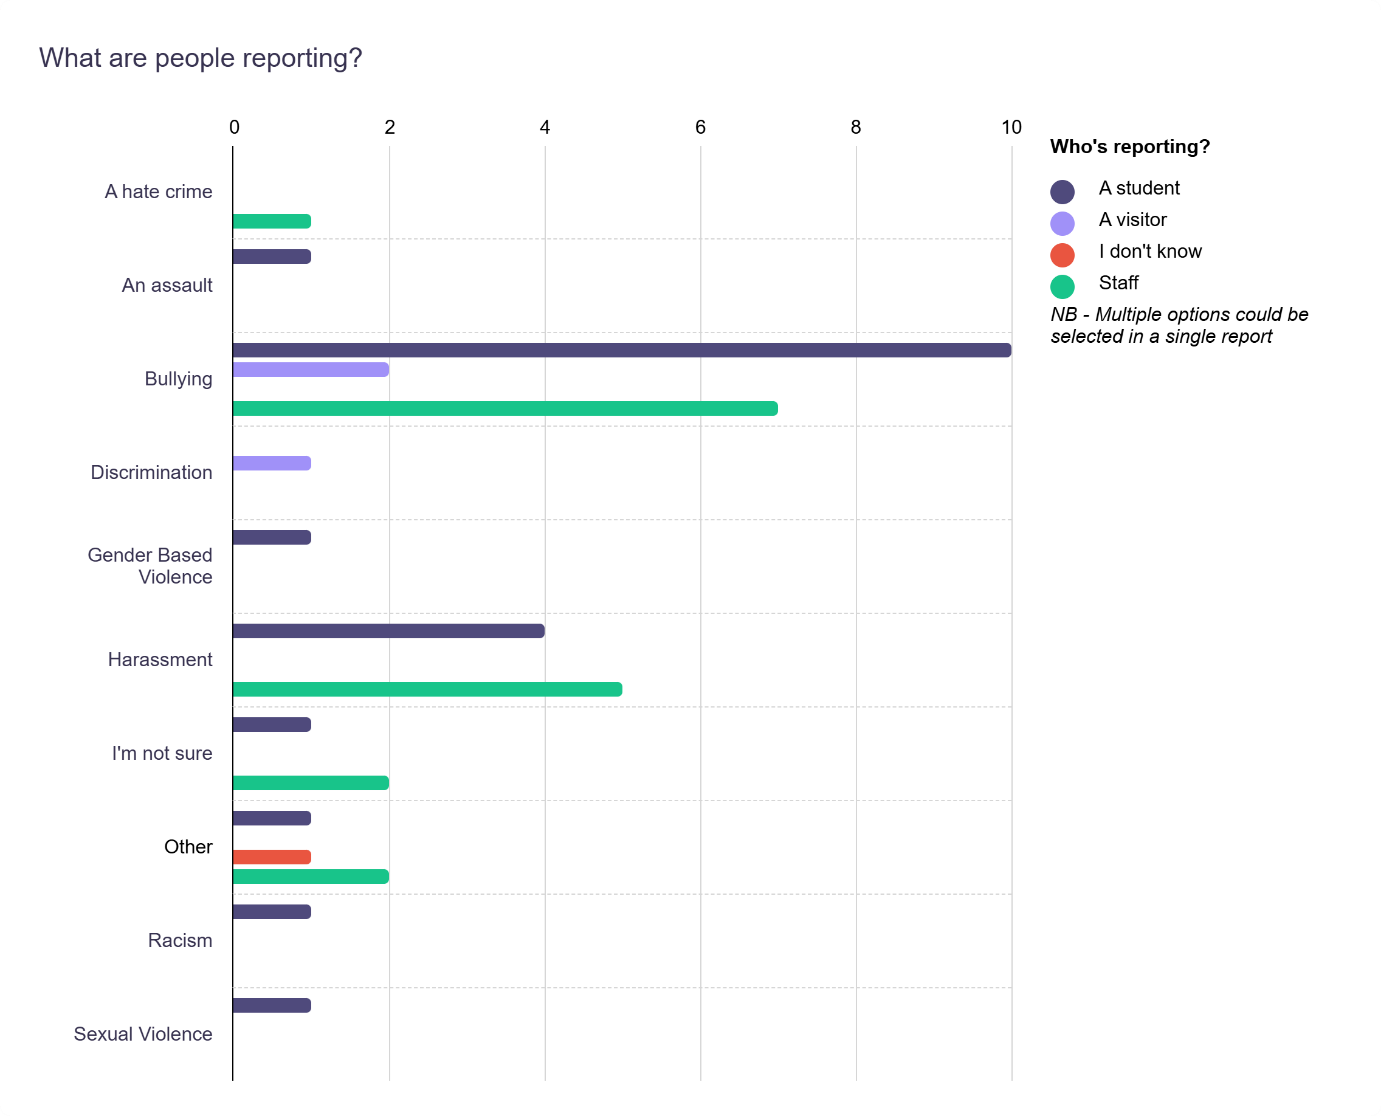 What are people reporting?
0 2 4 6 8 10
Who's reporting?
A student
A visitor
I don't know
Staff
NB - Multiple options could be
selected in a single report
A hate crime
An assault
Bullying
Discrimination
Gender Based
Violence
Harassment
I'm not sure
Other
Racism
Sexual Violence